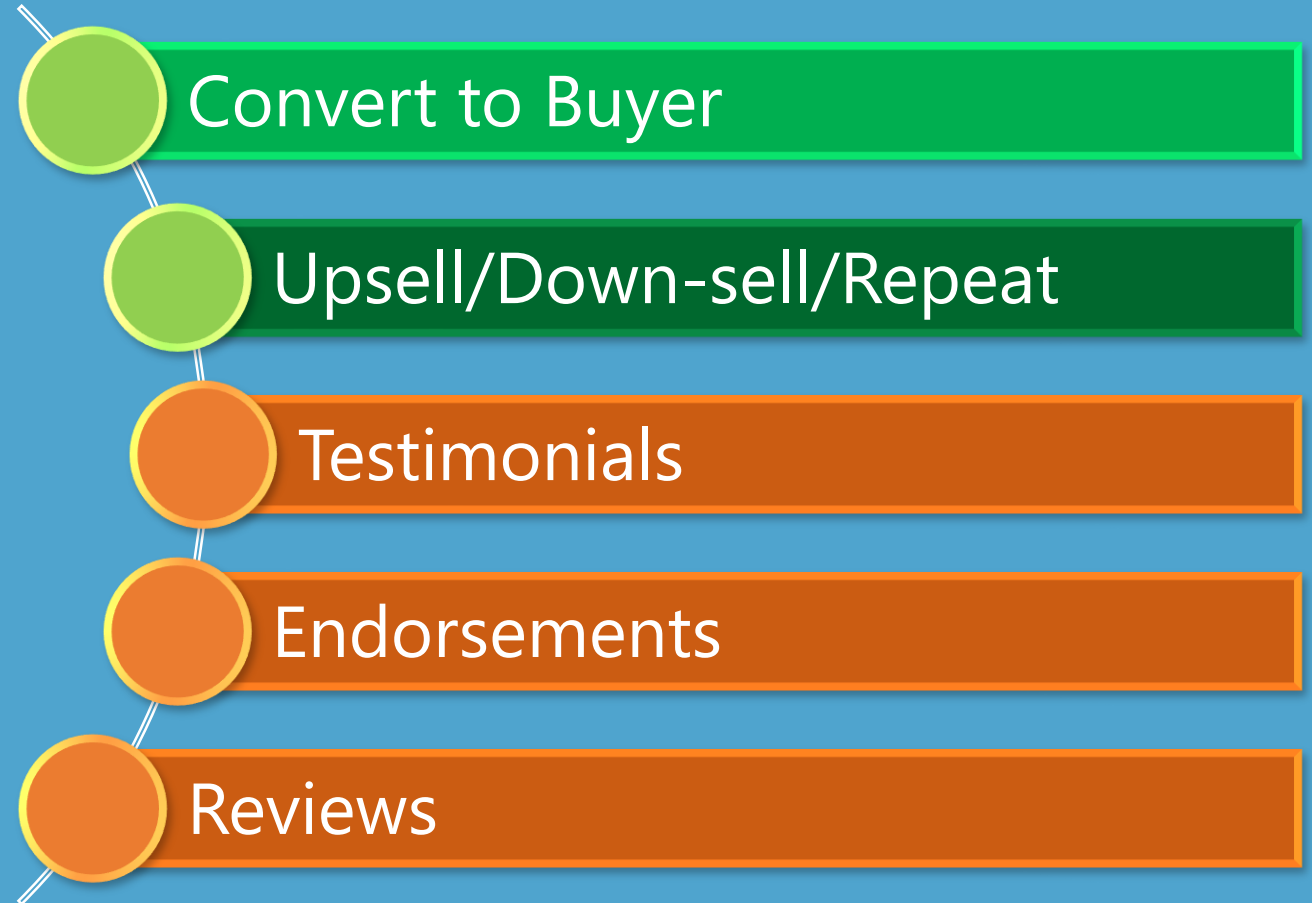 Convert to Buyer
Upsell/Down-sell/Repeat
Testimonials
Endorsements
Reviews